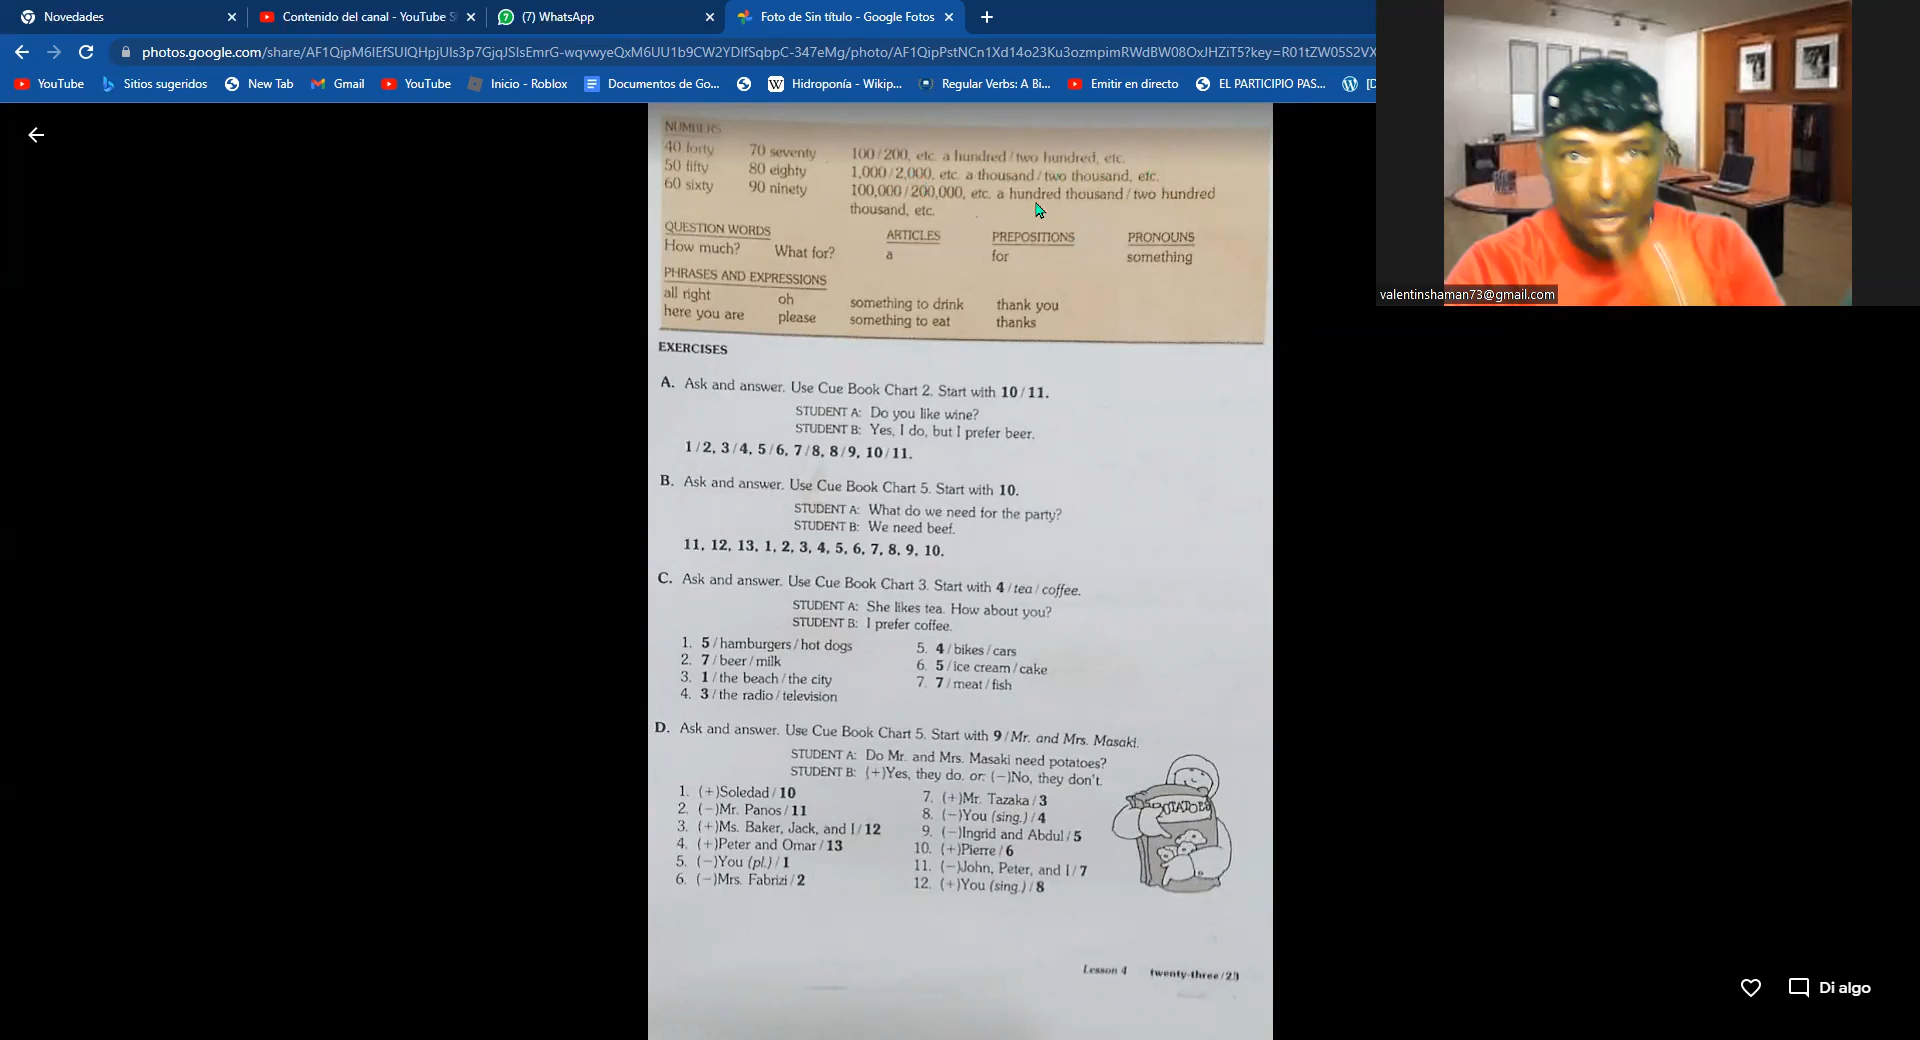 Novedades
Contenido del canal - YouTube S
(7) WhatsApp
Foto de Sin título - Google Fotos
photos.google.com/share/AF1QipM6IEfSUlQHpjUls3p7GjqJSIsEmrG-wqvwyeQxM6UU1b9CW2YDlfSqbpC-347eMg/photo/AF1QipPstNCn1Xd14o23Ku3ozmpimRWdBW08OxJHZiT5?key=R01tZW05S2VX
YouTube
Sitios sugeridos
New Tab
Gmail
YouTube
Inicio - Roblox
Documentos de Go...
Hidroponía - Wikip...
Regular Verbs: A Bi...
Emitir en directo
EL PARTICIPIO PAS...
valentinshaman73@gmail.com
NUMBERS
40 forty 70 seventy 100/200, etc. a hundred/two hundred, etc.
50 fifty 80 eighty 1,000/2,000, etc. a thousand/two thousand, etc.
60 sixty 90 ninety 100,000/200,000, etc. a hundred thousand/two hundred
thousand, etc.
QUESTION WORDS ARTICLES PREPOSITIONS PRONOUNS
How much? What for? a for something
PHRASES AND EXPRESSIONS
all right oh something to drink thank you
here you are please something to eat thanks
EXERCISES
A. Ask and answer. Use Cue Book Chart 2. Start with 10/11.
STUDENT A: Do you like wine?
STUDENT B: Yes, I do, but I prefer beer.
1/2, 3/4, 5/6, 7/8, 8/9, 10/11.
B. Ask and answer. Use Cue Book Chart 5. Start with 10.
STUDENT A: What do we need for the party?
STUDENT B: We need beef.
11, 12, 13, 1, 2, 3, 4, 5, 6, 7, 8, 9, 10.
C. Ask and answer. Use Cue Book Chart 3. Start with 4/tea/coffee.
STUDENT A: She likes tea. How about you?
STUDENT B: I prefer coffee.
1. 5/hamburgers/hot dogs
2. 7/beer/milk
3. 1/the beach/the city
4. 3/the radio/television
5. 4/bikes/cars
6. 5/ice cream/cake
7. 7/meat/fish
D. Ask and answer. Use Cue Book Chart 5. Start with 9/Mr. and Mrs. Masaki.
STUDENT A: Do Mr. and Mrs. Masaki need potatoes?
STUDENT B: (+)Yes, they do. or: (−)No, they don't.
1. (+)Soledad/10
2. (−)Mr. Panos/11
3. (+)Ms. Baker, Jack, and I/12
4. (+)Peter and Omar/13
5. (−)You (pl.)/1
6. (−)Mrs. Fabrizi/2
7. (+)Mr. Tazaka/3
8. (−)You (sing.)/4
9. (−)Ingrid and Abdul/5
10. (+)Pierre/6
11. (−)John, Peter, and I/7
12. (+)You (sing.)/8
POTATOES
Lesson 4 twenty-three/23
Di algo